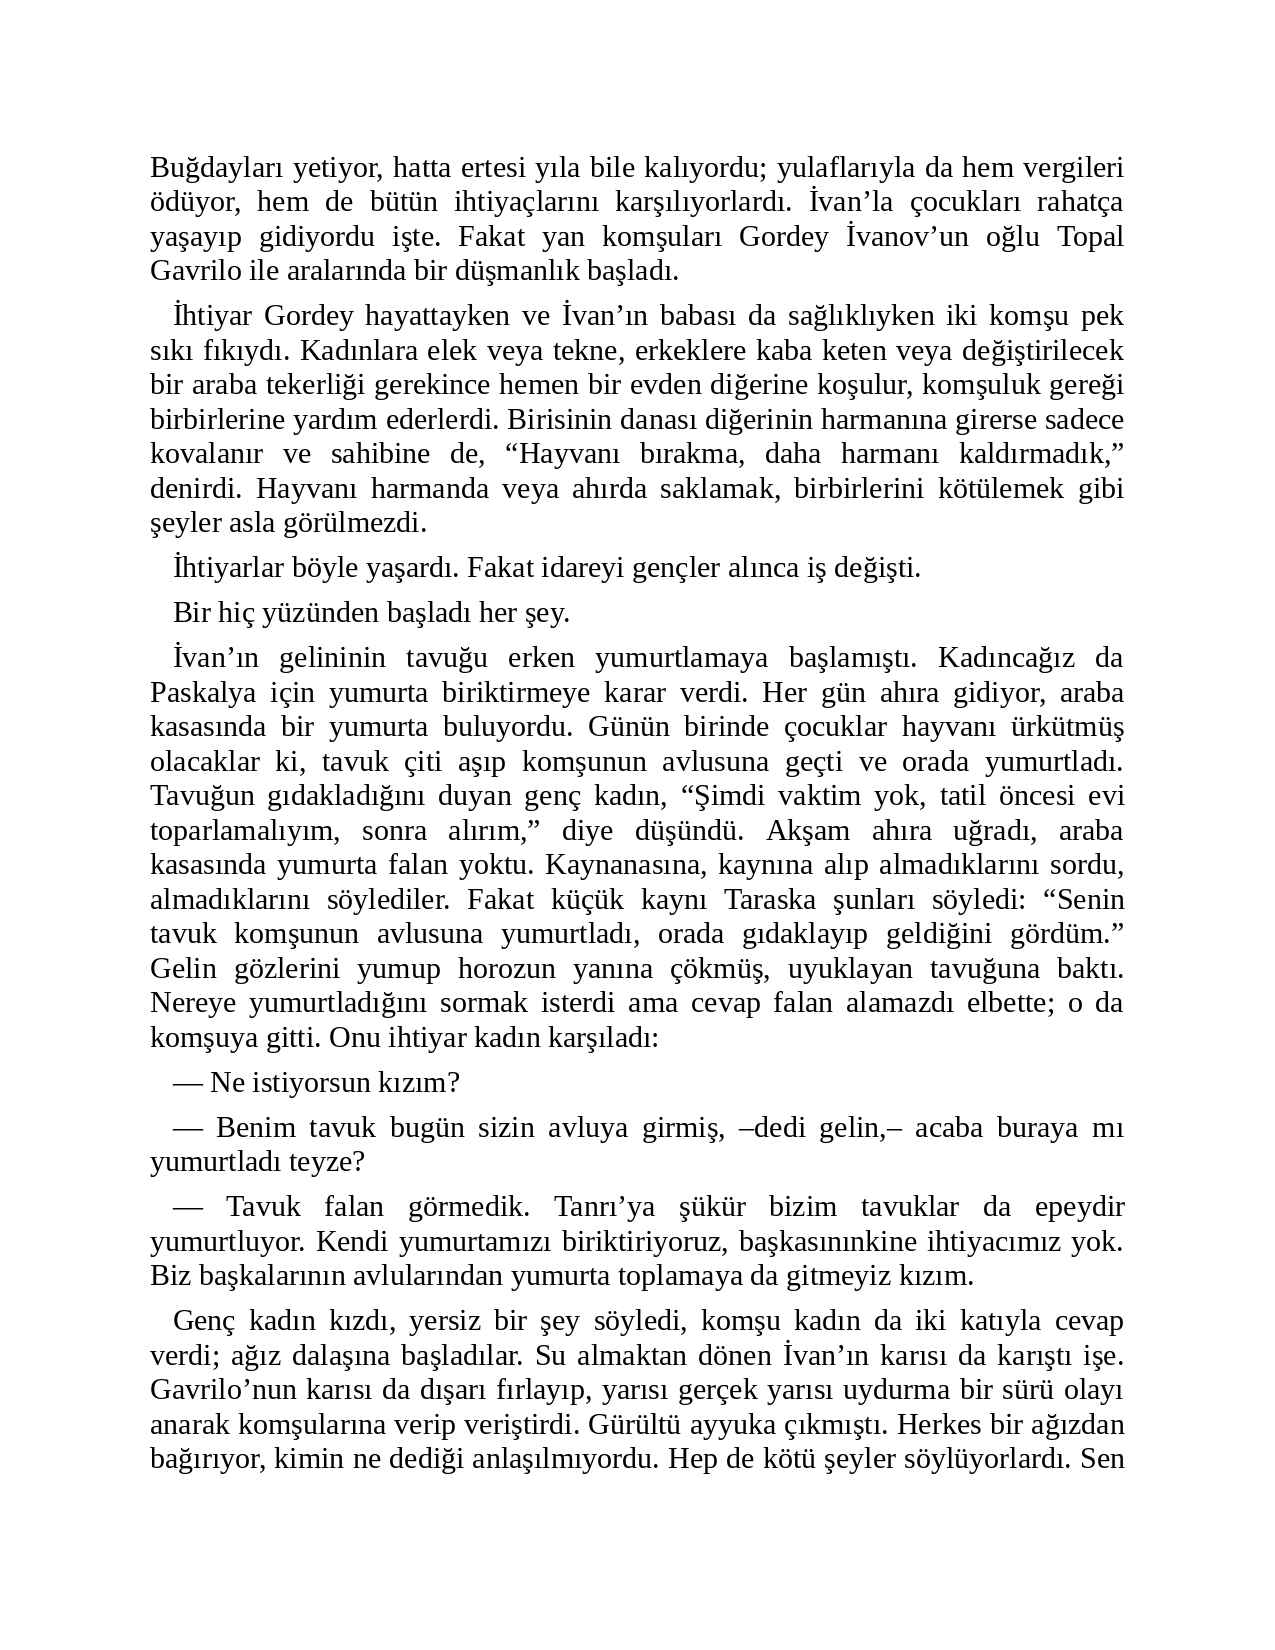 Buğdayları yetiyor, hatta ertesi yıla bile kalıyordu; yulaflarıyla da hem vergileri
ödüyor, hem de bütün ihtiyaçlarını karşılıyorlardı. İvan’la çocukları rahatça
yaşayıp gidiyordu işte. Fakat yan komşuları Gordey İvanov’un oğlu Topal
Gavrilo ile aralarında bir düşmanlık başladı.
İhtiyar Gordey hayattayken ve İvan’ın babası da sağlıklıyken iki komşu pek
sıkı fıkıydı. Kadınlara elek veya tekne, erkeklere kaba keten veya değiştirilecek
bir araba tekerliği gerekince hemen bir evden diğerine koşulur, komşuluk gereği
birbirlerine yardım ederlerdi. Birisinin danası diğerinin harmanına girerse sadece
kovalanır ve sahibine de, “Hayvanı bırakma, daha harmanı kaldırmadık,”
denirdi. Hayvanı harmanda veya ahırda saklamak, birbirlerini kötülemek gibi
şeyler asla görülmezdi.
İhtiyarlar böyle yaşardı. Fakat idareyi gençler alınca iş değişti.
Bir hiç yüzünden başladı her şey.
İvan’ın gelininin tavuğu erken yumurtlamaya başlamıştı. Kadıncağız da
Paskalya için yumurta biriktirmeye karar verdi. Her gün ahıra gidiyor, araba
kasasında bir yumurta buluyordu. Günün birinde çocuklar hayvanı ürkütmüş
olacaklar ki, tavuk çiti aşıp komşunun avlusuna geçti ve orada yumurtladı.
Tavuğun gıdakladığını duyan genç kadın, “Şimdi vaktim yok, tatil öncesi evi
toparlamalıyım, sonra alırım,” diye düşündü. Akşam ahıra uğradı, araba
kasasında yumurta falan yoktu. Kaynanasına, kaynına alıp almadıklarını sordu,
almadıklarını söylediler. Fakat küçük kaynı Taraska şunları söyledi: “Senin
tavuk komşunun avlusuna yumurtladı, orada gıdaklayıp geldiğini gördüm.”
Gelin gözlerini yumup horozun yanına çökmüş, uyuklayan tavuğuna baktı.
Nereye yumurtladığını sormak isterdi ama cevap falan alamazdı elbette; o da
komşuya gitti. Onu ihtiyar kadın karşıladı:
— Ne istiyorsun kızım?
— Benim tavuk bugün sizin avluya girmiş, –dedi gelin,– acaba buraya mı
yumurtladı teyze?
— Tavuk falan görmedik. Tanrı’ya şükür bizim tavuklar da epeydir
yumurtluyor. Kendi yumurtamızı biriktiriyoruz, başkasınınkine ihtiyacımız yok.
Biz başkalarının avlularından yumurta toplamaya da gitmeyiz kızım.
Genç kadın kızdı, yersiz bir şey söyledi, komşu kadın da iki katıyla cevap
verdi; ağız dalaşına başladılar. Su almaktan dönen İvan’ın karısı da karıştı işe.
Gavrilo’nun karısı da dışarı fırlayıp, yarısı gerçek yarısı uydurma bir sürü olayı
anarak komşularına verip veriştirdi. Gürültü ayyuka çıkmıştı. Herkes bir ağızdan
bağırıyor, kimin ne dediği anlaşılmıyordu. Hep de kötü şeyler söylüyorlardı. Sen